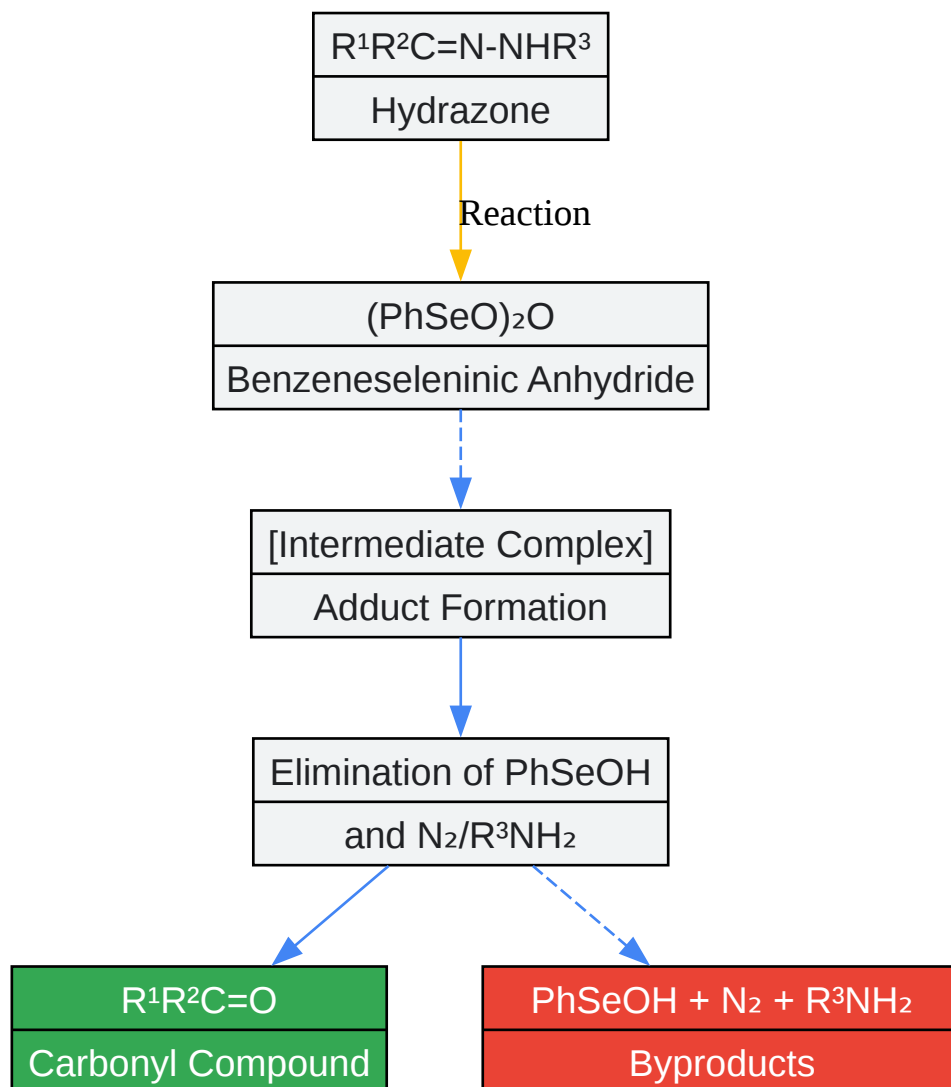 R¹R²C=N-NHR³
Hydrazone
Reaction
(PhSeO)₂O
Benzeneseleninic Anhydride
[Intermediate Complex]
Adduct Formation
Elimination of PhSeOH
and N₂/R³NH₂
R¹R²C=O
Carbonyl Compound
PhSeOH + N₂ + R³NH₂
Byproducts